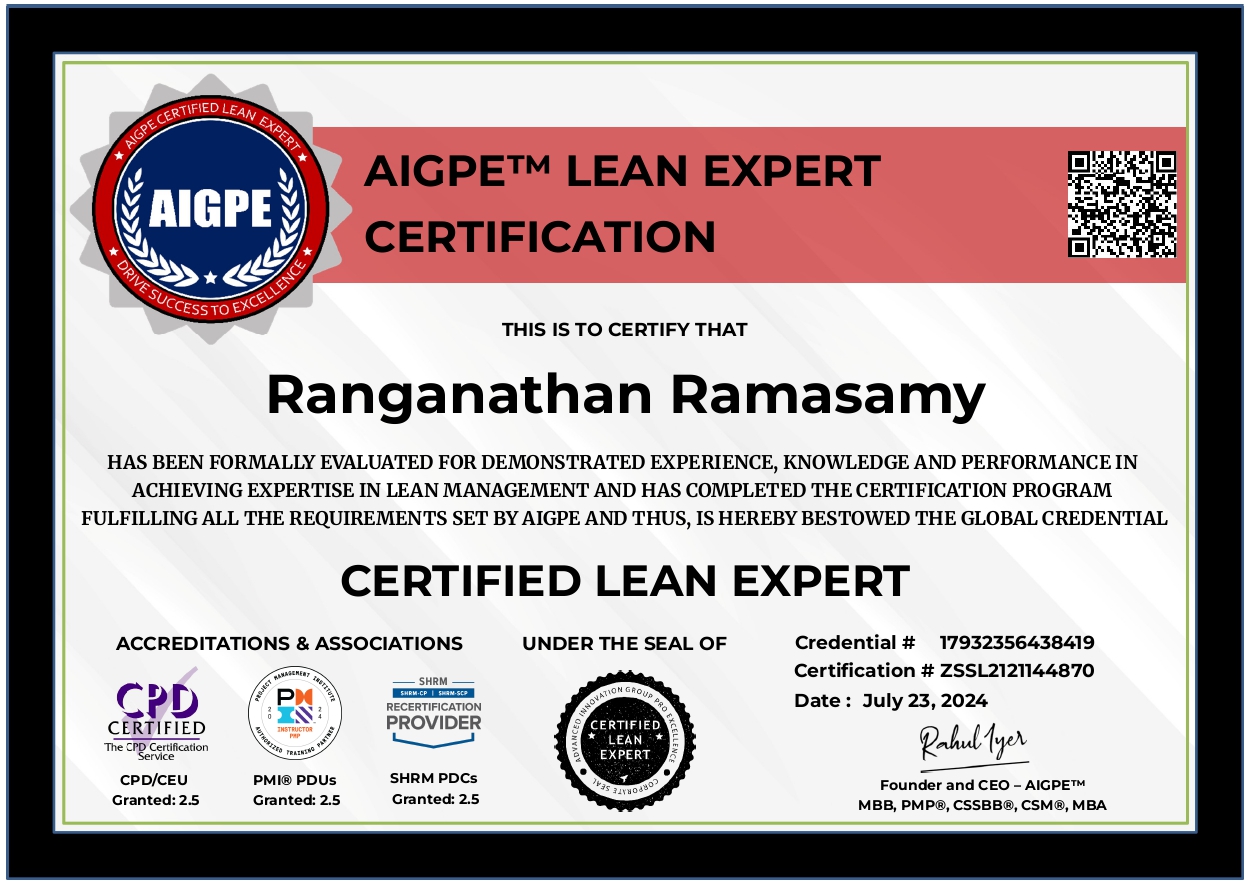 AIGPE CERTIFIED LEAN EXPERT
AIGPE
DRIVE SUCCESS TO EXCELLENCE
AIGPE™ LEAN EXPERT
CERTIFICATION
THIS IS TO CERTIFY THAT
Ranganathan Ramasamy
HAS BEEN FORMALLY EVALUATED FOR DEMONSTRATED EXPERIENCE, KNOWLEDGE AND PERFORMANCE IN
ACHIEVING EXPERTISE IN LEAN MANAGEMENT AND HAS COMPLETED THE CERTIFICATION PROGRAM
FULFILLING ALL THE REQUIREMENTS SET BY AIGPE AND THUS, IS HEREBY BESTOWED THE GLOBAL CREDENTIAL
CERTIFIED LEAN EXPERT
ACCREDITATIONS & ASSOCIATIONS
CPD
CERTIFIED
The CPD Certification
Service
CPD/CEU
Granted: 2.5
PROJECT MANAGEMENT INSTITUTE
PM
20 24
INSTRUCTOR
PMP
AUTHORIZED TRAINING PARTNER
PMI® PDUs
Granted: 2.5
SHRM
SHRM-CP | SHRM-SCP
RECERTIFICATION
PROVIDER
SHRM PDCs
Granted: 2.5
UNDER THE SEAL OF
ADVANCED INNOVATION GROUP PRO EXCELLENCE
CERTIFIED
LEAN
EXPERT
CORPORATE SEAL
Credential # 17932356438419
Certification # ZSSL2121144870
Date : July 23, 2024
Rahul Iyer
Founder and CEO – AIGPE™
MBB, PMP®, CSSBB®, CSM®, MBA